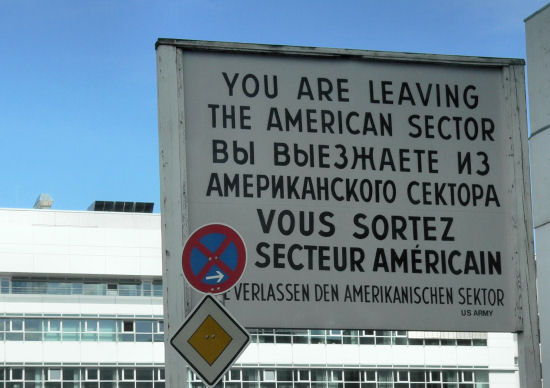 YOU ARE LEAVING
THE AMERICAN SECTOR
ВЫ ВЫЕЗЖАЕТЕ ИЗ
АМЕРИКАНСКОГО СЕКТОРА
VOUS SORTEZ
SECTEUR AMÉRICAIN
VERLASSEN DEN AMERIKANISCHEN SEKTOR
US ARMY